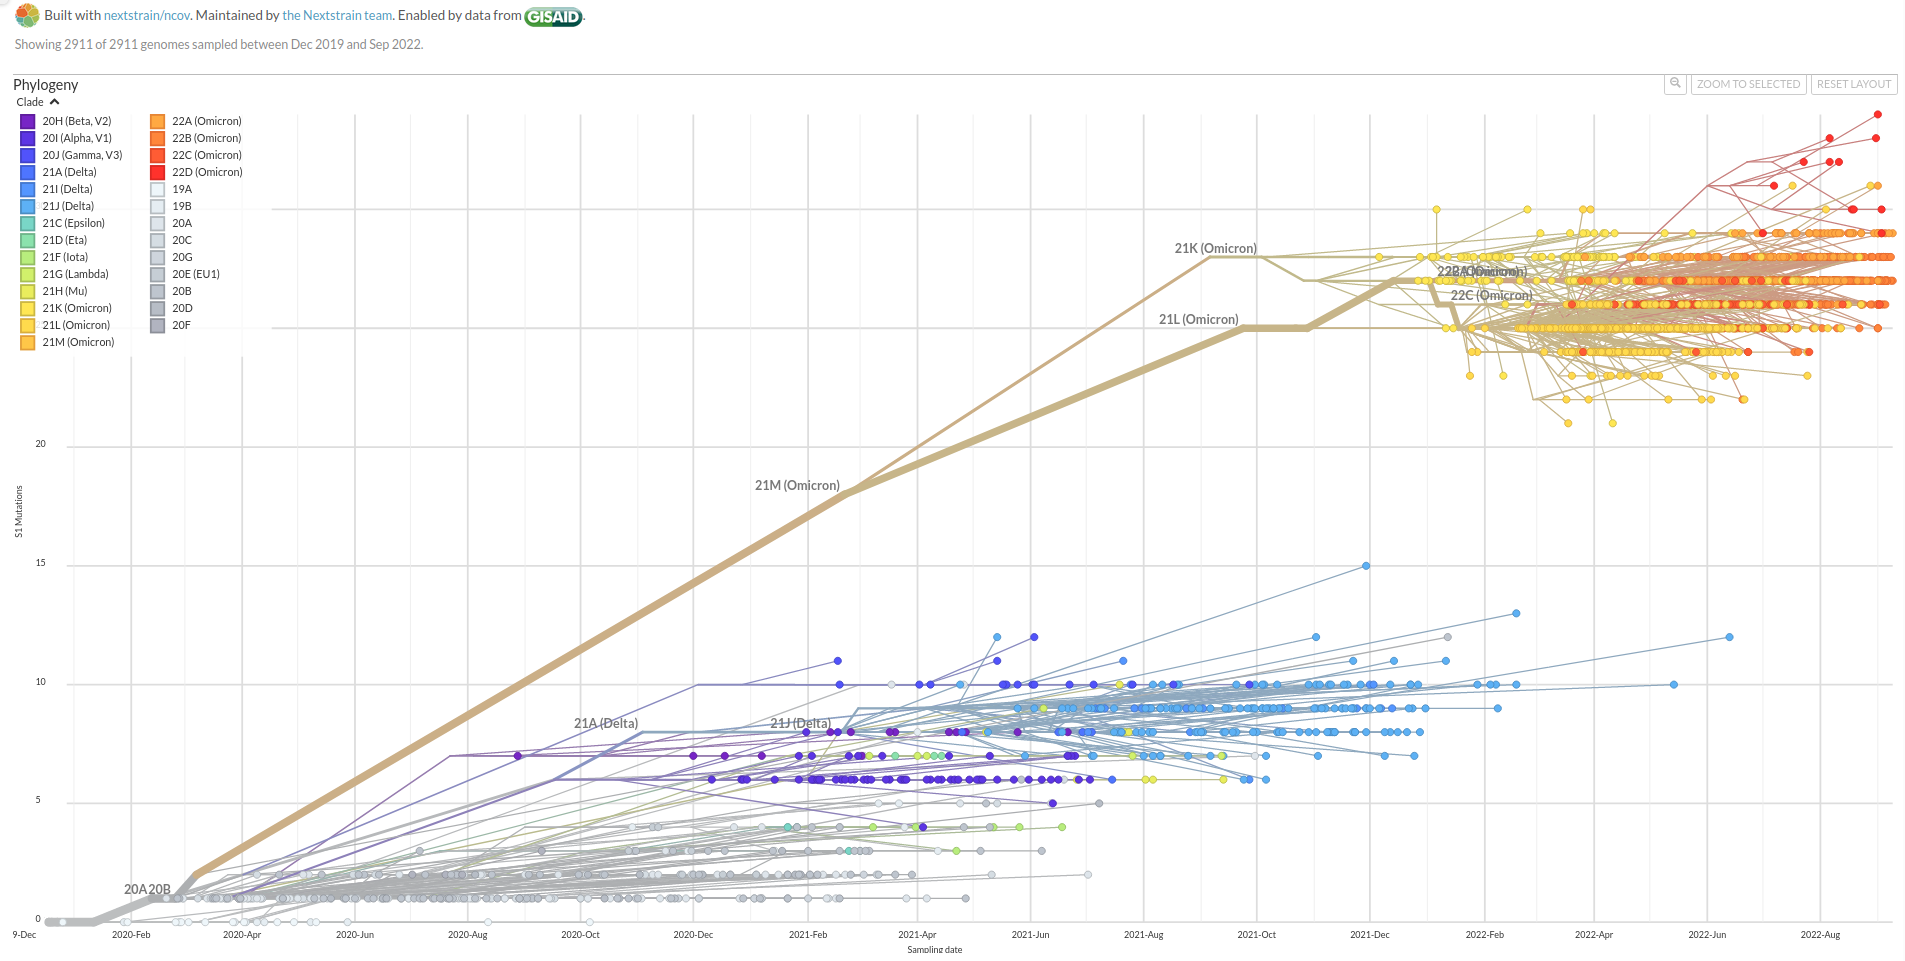 Built with nextstrain/ncov. Maintained by the Nextstrain team. Enabled by data from GISAID.
Showing 2911 of 2911 genomes sampled between Dec 2019 and Sep 2022.
Phylogeny
ZOOM TO SELECTED
RESET LAYOUT
Clade
20H (Beta, V2)
20I (Alpha, V1)
20J (Gamma, V3)
21A (Delta)
21I (Delta)
21J (Delta)
21C (Epsilon)
21D (Eta)
21F (Iota)
21G (Lambda)
21H (Mu)
21K (Omicron)
21L (Omicron)
21M (Omicron)
22A (Omicron)
22B (Omicron)
22C (Omicron)
22D (Omicron)
19A
19B
20A
20C
20G
20E (EU1)
20B
20D
20F
21K (Omicron)
22C (Omicron)
21L (Omicron)
21M (Omicron)
21A (Delta)
21J (Delta)
20A
20B
S1 Mutations
20
15
10
5
0
9-Dec
2020-Feb
2020-Apr
2020-Jun
2020-Aug
2020-Oct
2020-Dec
2021-Feb
2021-Apr
2021-Jun
2021-Aug
2021-Oct
2021-Dec
2022-Feb
2022-Apr
2022-Jun
2022-Aug
Sampling date